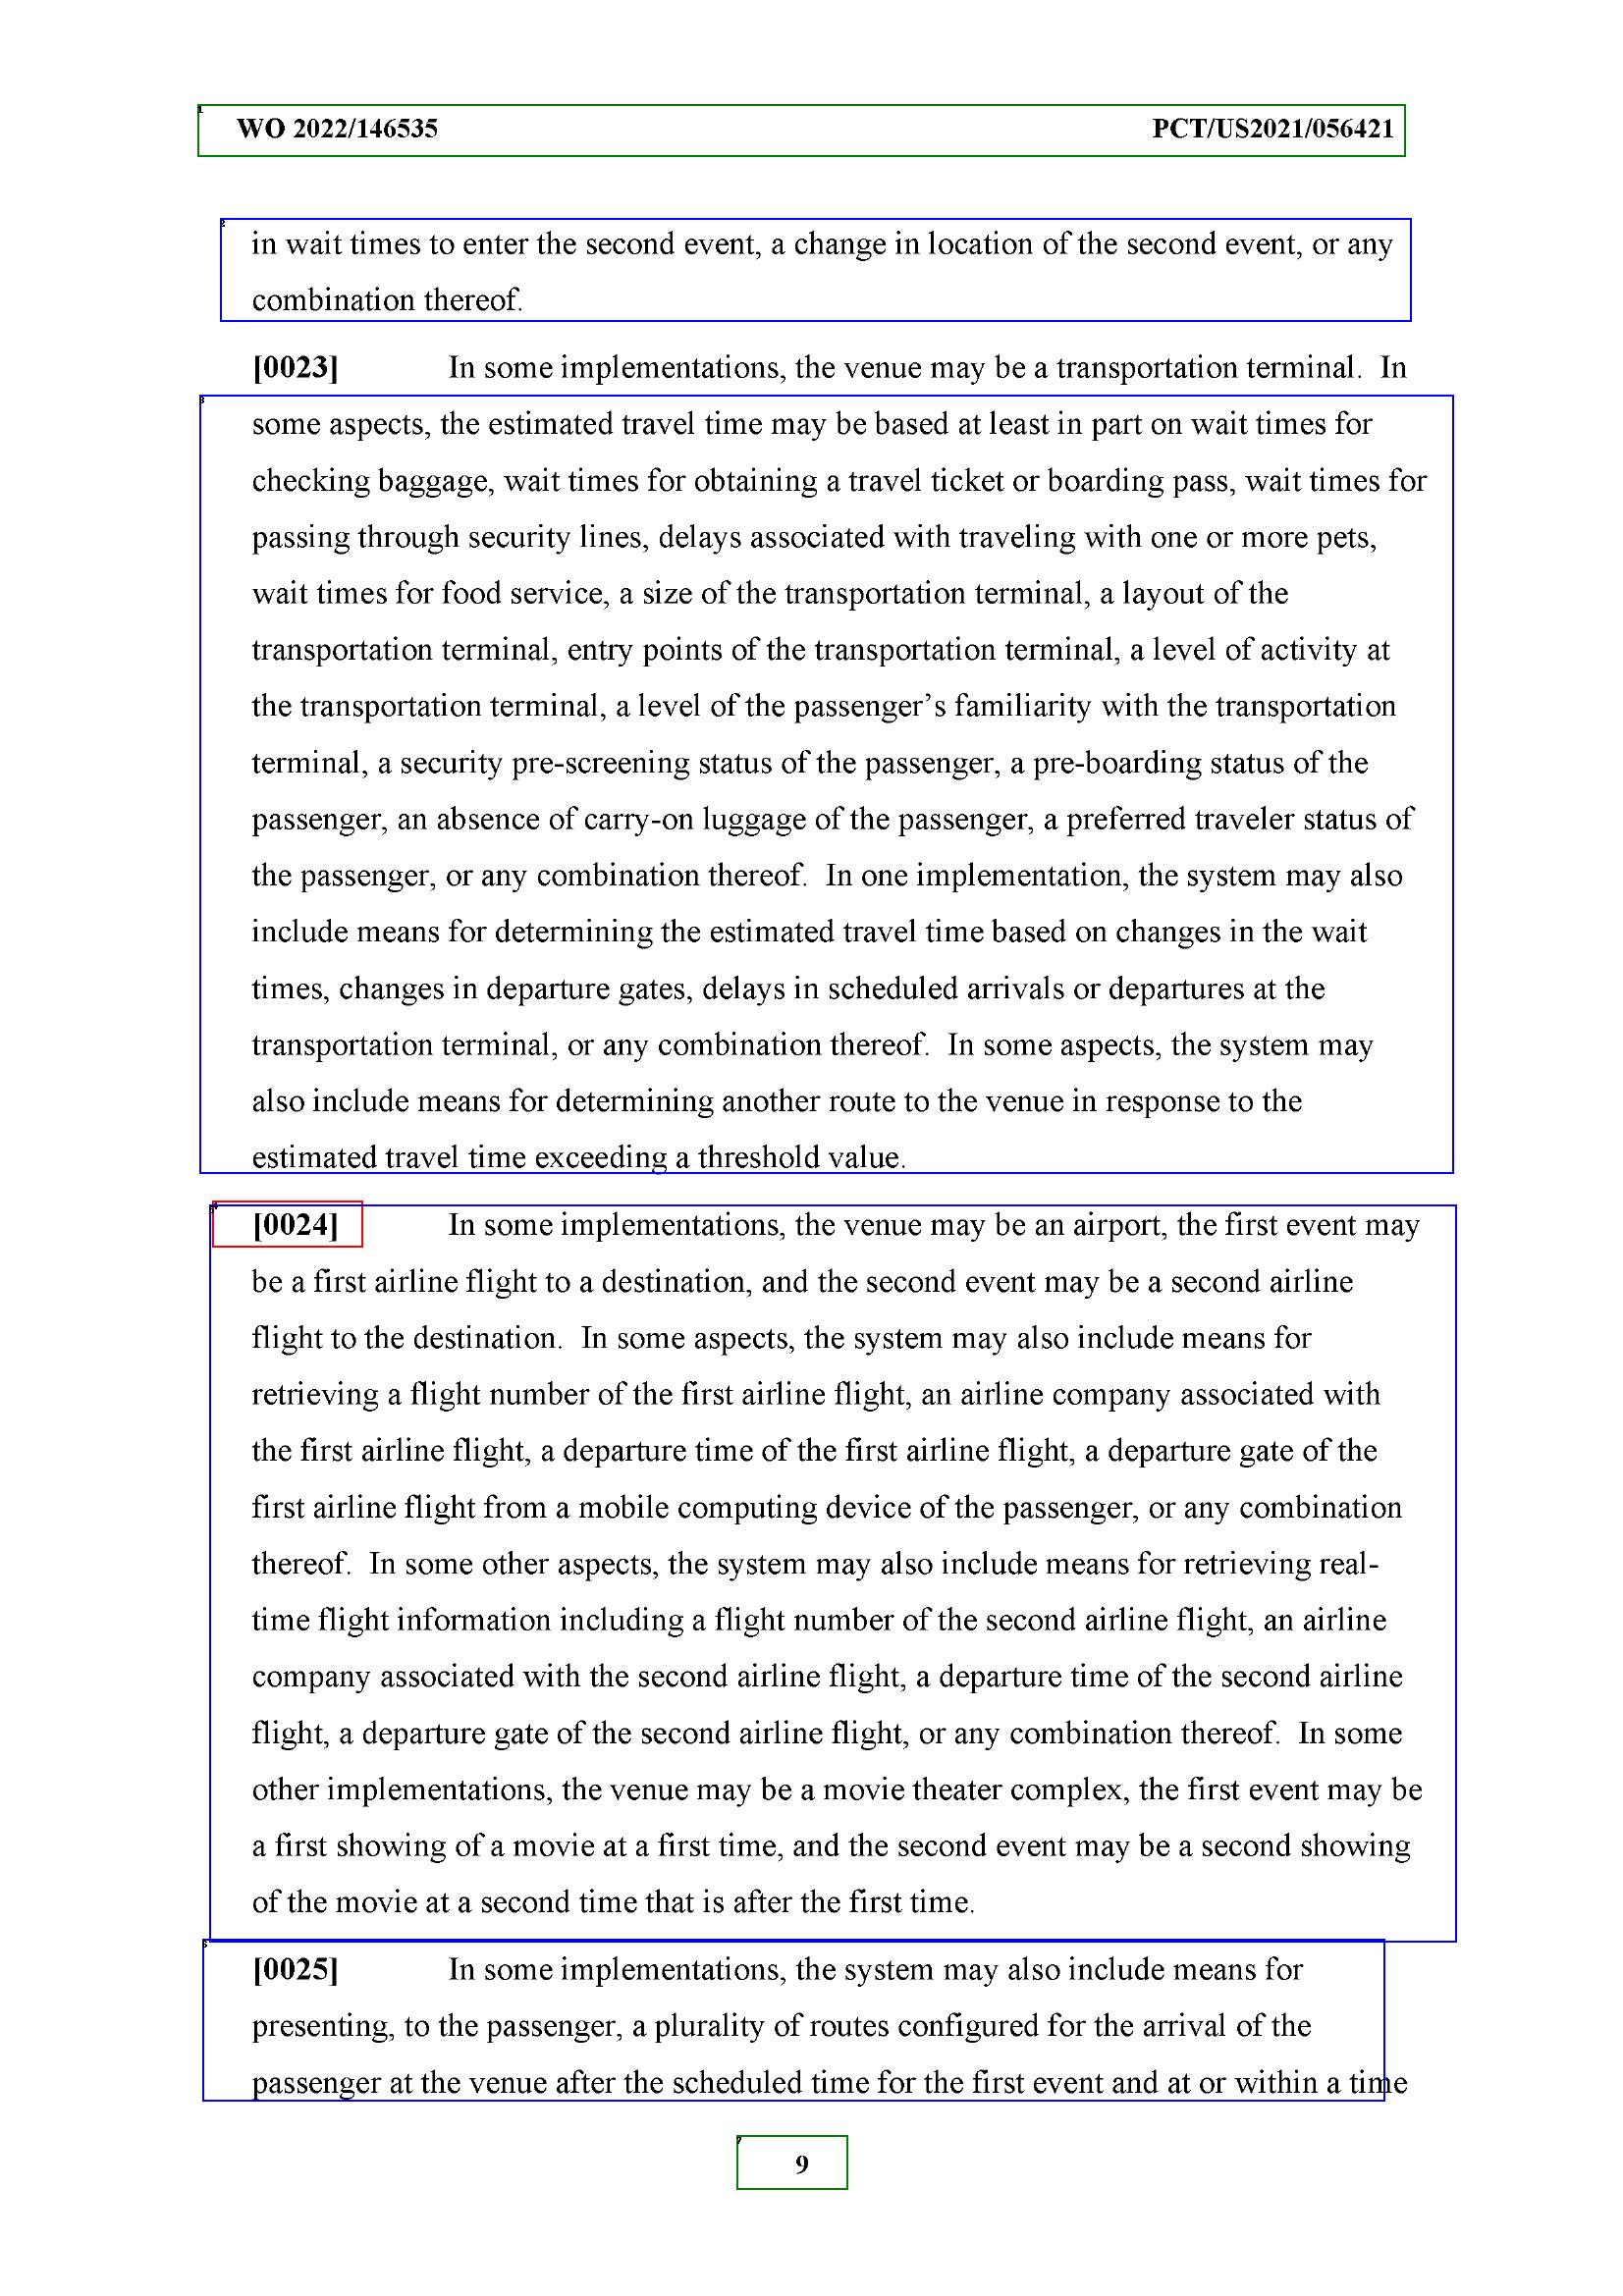 WO 2022/146535 PCT/US2021/056421
in wait times to enter the second event, a change in location of the second event, or any
combination thereof.
[0023] In some implementations, the venue may be a transportation terminal. In
some aspects, the estimated travel time may be based at least in part on wait times for
checking baggage, wait times for obtaining a travel ticket or boarding pass, wait times for
passing through security lines, delays associated with traveling with one or more pets,
wait times for food service, a size of the transportation terminal, a layout of the
transportation terminal, entry points of the transportation terminal, a level of activity at
the transportation terminal, a level of the passenger’s familiarity with the transportation
terminal, a security pre-screening status of the passenger, a pre-boarding status of the
passenger, an absence of carry-on luggage of the passenger, a preferred traveler status of
the passenger, or any combination thereof. In one implementation, the system may also
include means for determining the estimated travel time based on changes in the wait
times, changes in departure gates, delays in scheduled arrivals or departures at the
transportation terminal, or any combination thereof. In some aspects, the system may
also include means for determining another route to the venue in response to the
estimated travel time exceeding a threshold value.
[0024] In some implementations, the venue may be an airport, the first event may
be a first airline flight to a destination, and the second event may be a second airline
flight to the destination. In some aspects, the system may also include means for
retrieving a flight number of the first airline flight, an airline company associated with
the first airline flight, a departure time of the first airline flight, a departure gate of the
first airline flight from a mobile computing device of the passenger, or any combination
thereof. In some other aspects, the system may also include means for retrieving real-
time flight information including a flight number of the second airline flight, an airline
company associated with the second airline flight, a departure time of the second airline
flight, a departure gate of the second airline flight, or any combination thereof. In some
other implementations, the venue may be a movie theater complex, the first event may be
a first showing of a movie at a first time, and the second event may be a second showing
of the movie at a second time that is after the first time.
[0025] In some implementations, the system may also include means for
presenting, to the passenger, a plurality of routes configured for the arrival of the
passenger at the venue after the scheduled time for the first event and at or within a time
9